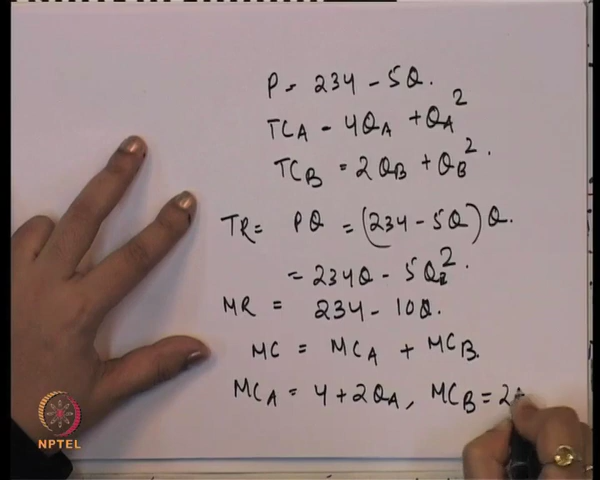 P = 234 - 5Q.
TCA = 4QA + QA²
TCB = 2QB + QB².
TR = PQ = (234 - 5Q) Q.
= 234Q - 5Q².
MR = 234 - 10Q.
MC = MCA + MCB.
MCA = 4 + 2QA, MCB = 2+
NPTEL